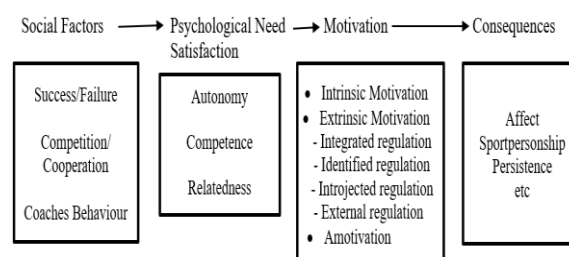 Social Factors
Psychological Need
Satisfaction
Motivation
Consequences
Success/Failure
Competition/
Cooperation
Coaches Behaviour
Autonomy
Competence
Relatedness
• Intrinsic Motivation
• Extrinsic Motivation
- Integrated regulation
- Identified regulation
- Introjected regulation
- External regulation
• Amotivation
Affect
Sportpersonship
Persistence
etc